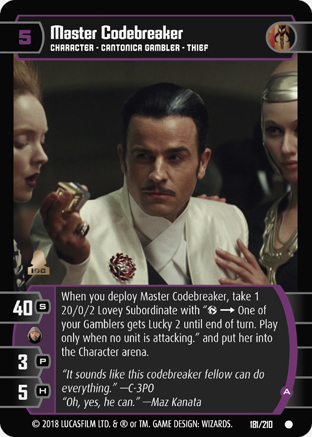 5 Master Codebreaker
CHARACTER - CANTONICA GAMBLER - THIEF
40 S
3 P
5 H
When you deploy Master Codebreaker, take 1
20/0/2 Lovey Subordinate with “ → One of
your Gamblers gets Lucky 2 until end of turn. Play
only when no unit is attacking.” and put her into
the Character arena.
“It sounds like this codebreaker fellow can do
everything.” —C-3PO
“Oh, yes, he can.” —Maz Kanata
A
© 2018 LUCASFILM LTD. & ® or TM. GAME DESIGN: WIZARDS. 181/210